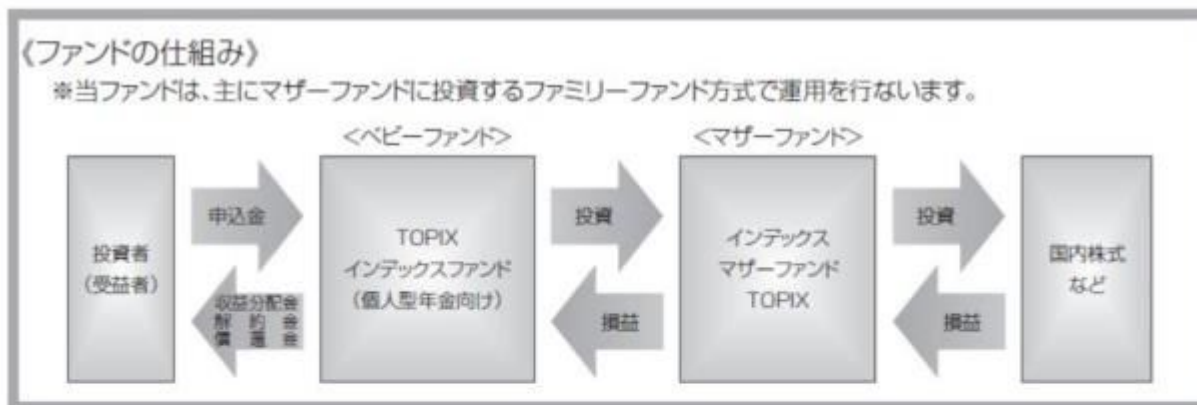 《ファンドの仕組み》
※当ファンドは、主にマザーファンドに投資するファミリーファンド方式で運用を行ないます。
<ベビーファンド>
<マザーファンド>
投資者
(受益者)
申込金
収益分配金
解約金
償還金
TOPIX
インデックスファンド
(個人型年金向け)
投資
損益
インデックス
マザーファンド
TOPIX
投資
損益
国内株式
など